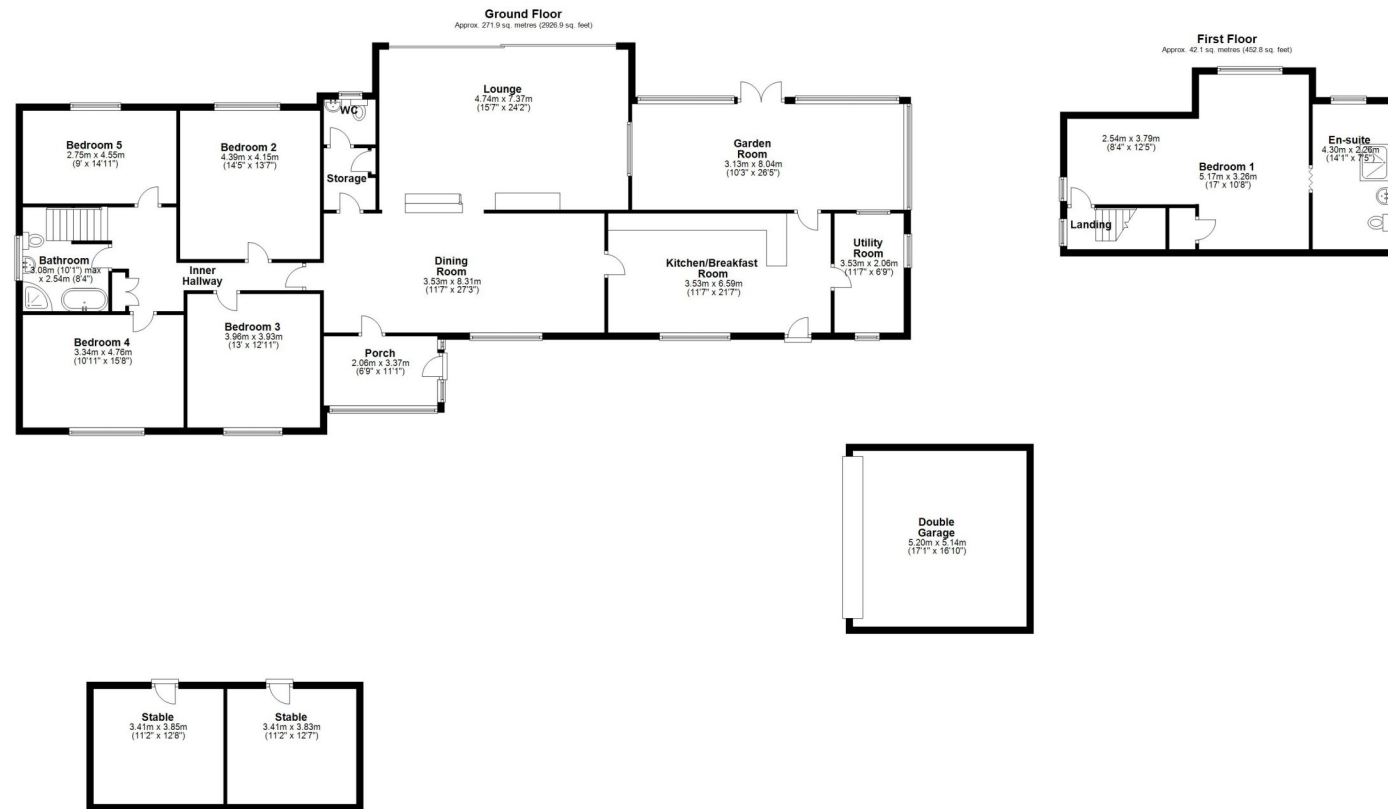 Ground Floor
Approx. 271.9 sq. metres (2926.9 sq. feet)
First Floor
Approx. 42.1 sq. metres (452.8 sq. feet)
Lounge
4.74m x 7.37m
(15'7" x 24'2")
WC
Bedroom 5
2.75m x 4.55m
(9' x 14'11")
Bedroom 2
4.39m x 4.15m
(14'5" x 13'7")
Storage
Garden
Room
3.13m x 8.04m
(10'3" x 26'5")
2.54m x 3.79m
(8'4" x 12'5")
Bedroom 1
5.17m x 3.26m
(17' x 10'8")
En-suite
4.30m x 2.26m
(14'1" x 7'5")
Landing
Bathroom
3.08m (10'1") max
x 2.54m (8'4")
Inner
Hallway
Dining
Room
3.53m x 8.31m
(11'7" x 27'3")
Kitchen/Breakfast
Room
3.53m x 6.59m
(11'7" x 21'7")
Utility
Room
3.53m x 2.06m
(11'7" x 6'9")
Bedroom 4
3.34m x 4.76m
(10'11" x 15'8")
Bedroom 3
3.96m x 3.93m
(13' x 12'11")
Porch
2.06m x 3.37m
(6'9" x 11'1")
Double
Garage
5.20m x 5.14m
(17'1" x 16'10")
Stable
3.41m x 3.85m
(11'2" x 12'8")
Stable
3.41m x 3.83m
(11'2" x 12'7")